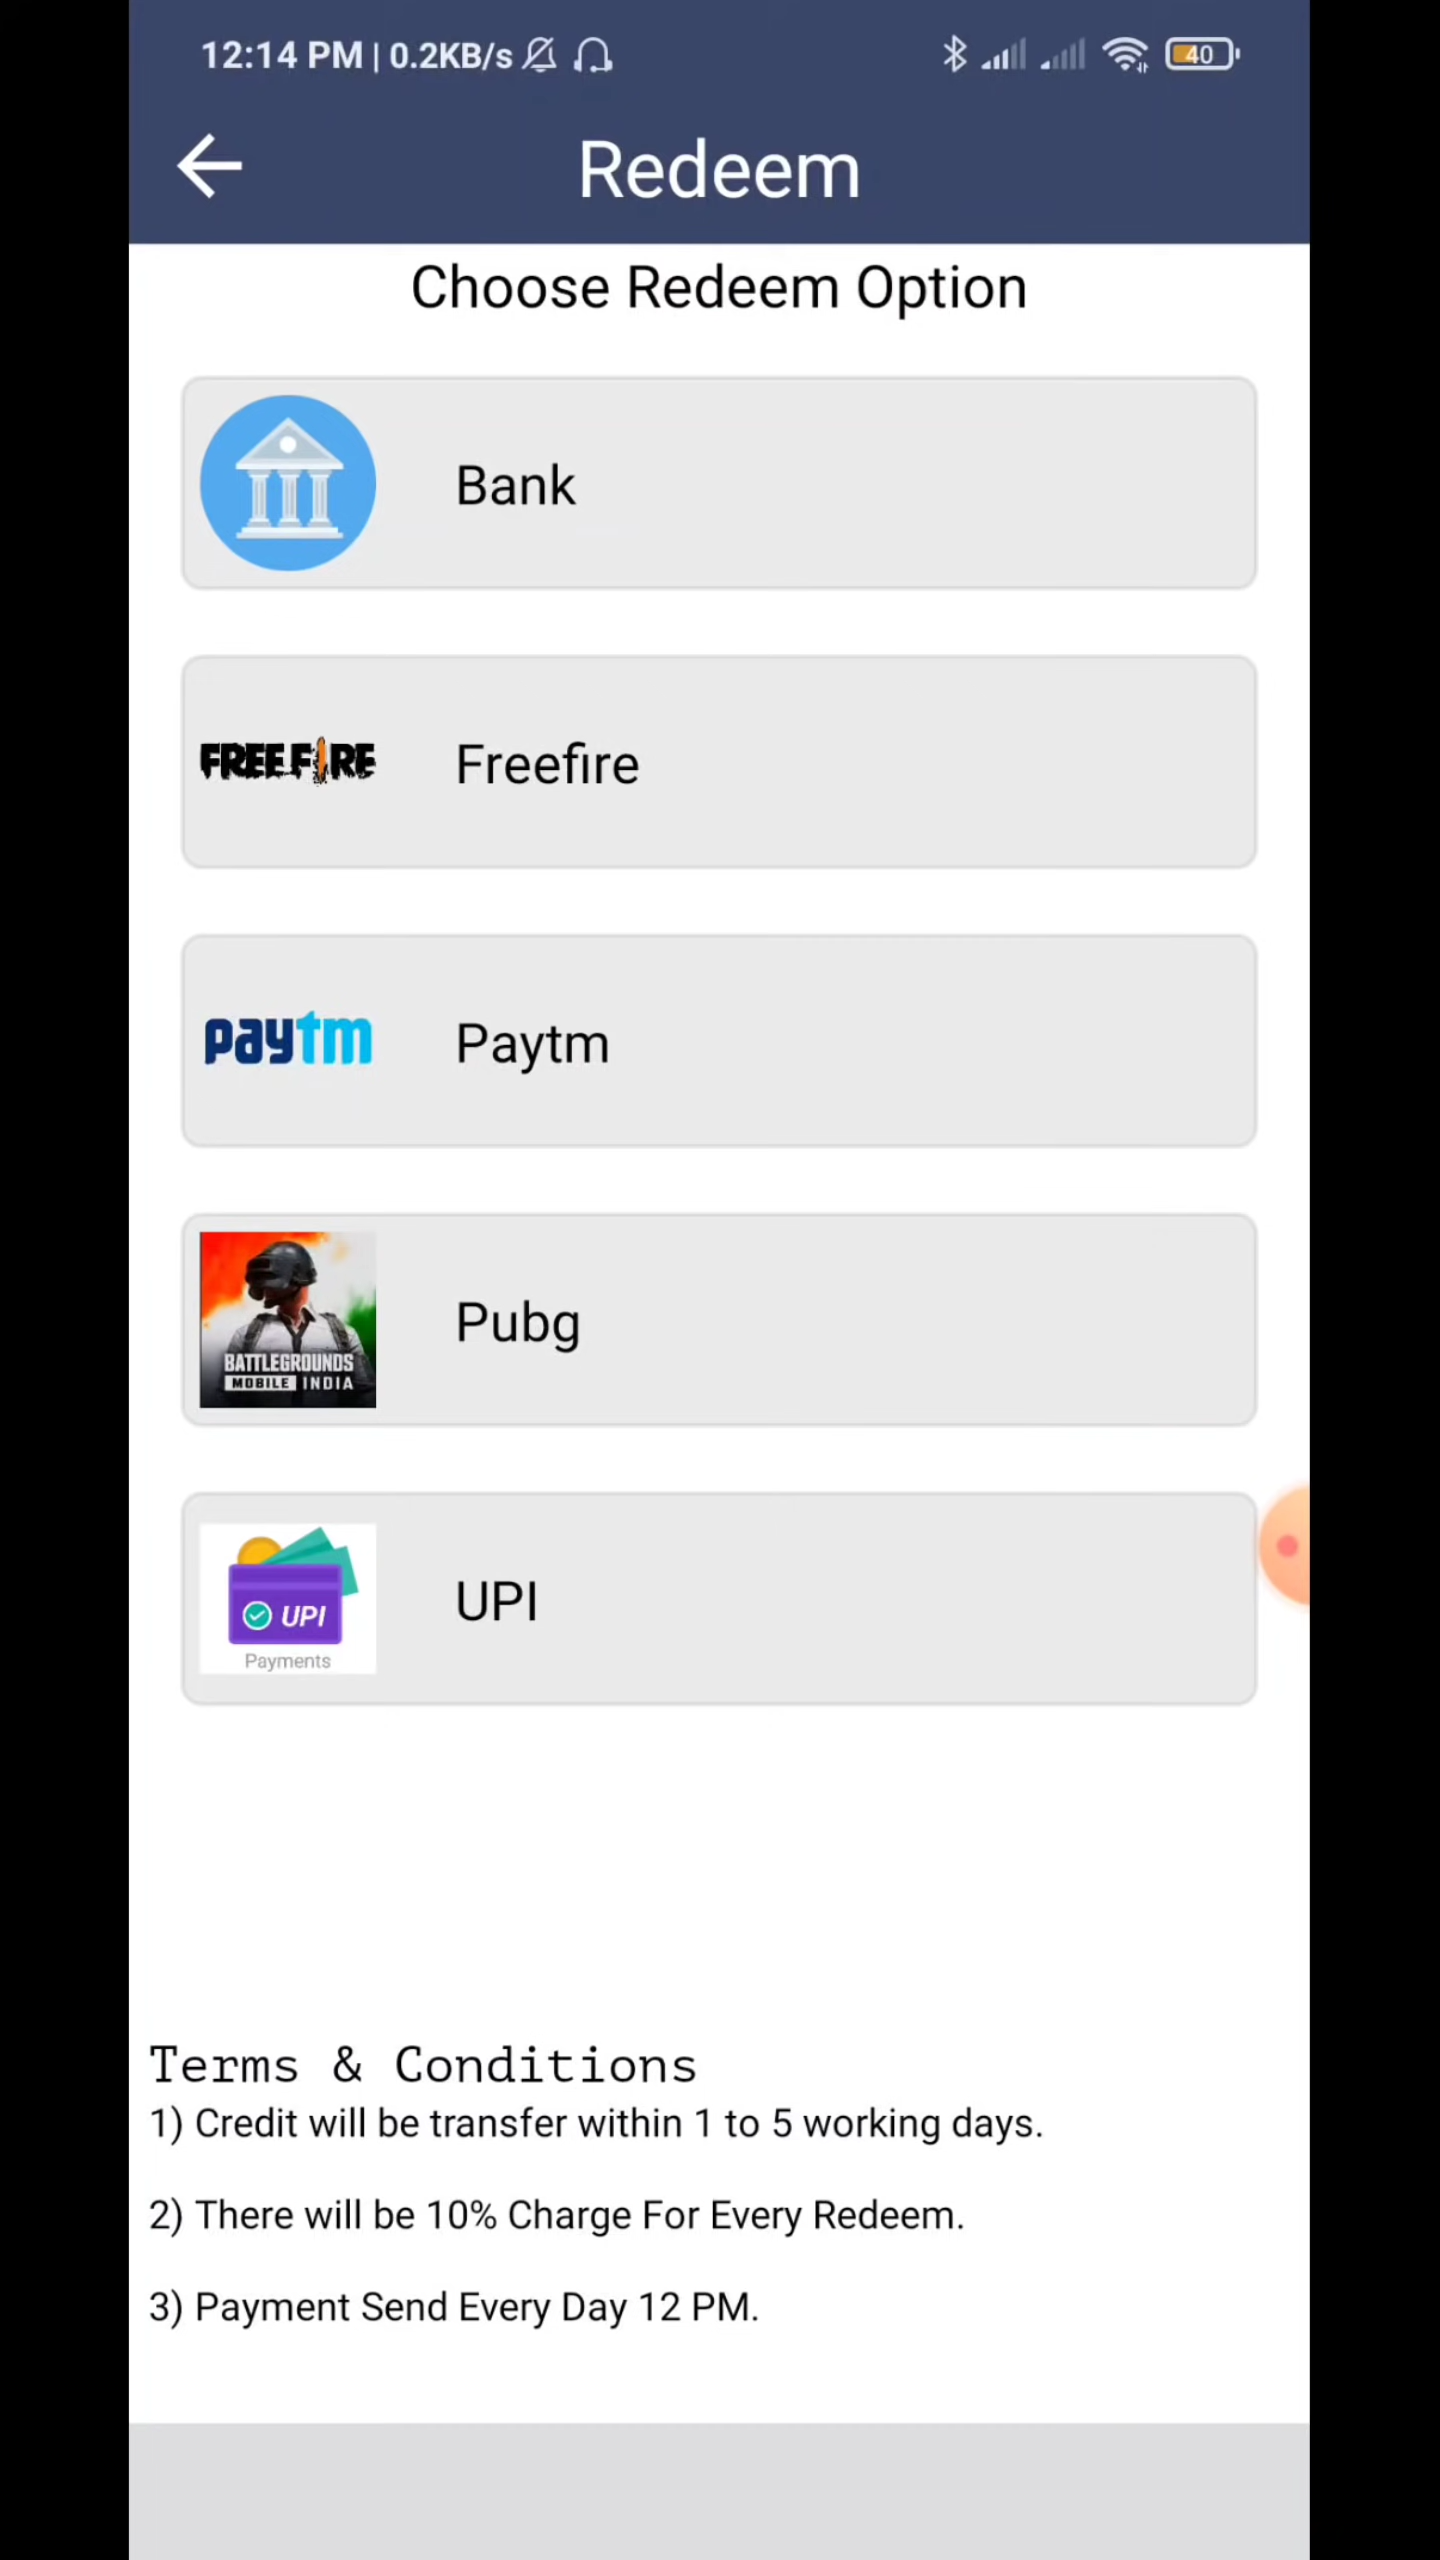 12:14 PM | 0.2KB/s
40
Redeem
Choose Redeem Option
Bank
FREE FIRE
Freefire
paytm
Paytm
BATTLEGROUNDS
MOBILE INDIA
Pubg
UPI
Payments
UPI
Terms & Conditions
1) Credit will be transfer within 1 to 5 working days.
2) There will be 10% Charge For Every Redeem.
3) Payment Send Every Day 12 PM.